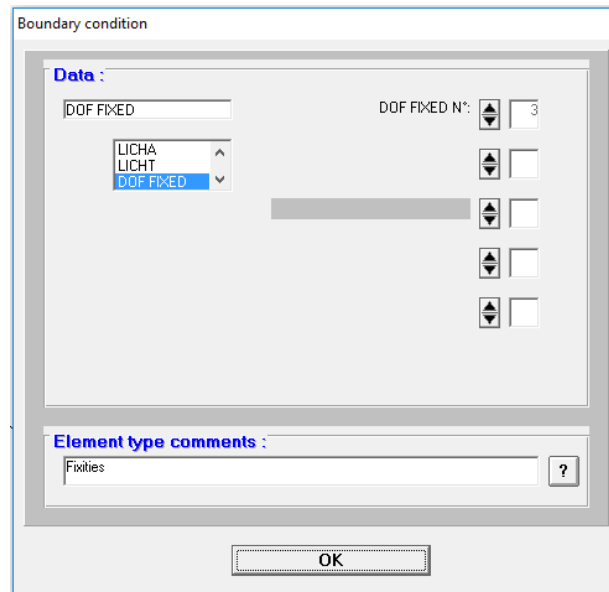 Boundary condition
Data :
DOF FIXED
DOF FIXED N°: 3
LICHA
LICHT
DOF FIXED
Element type comments :
Fixities
?
OK